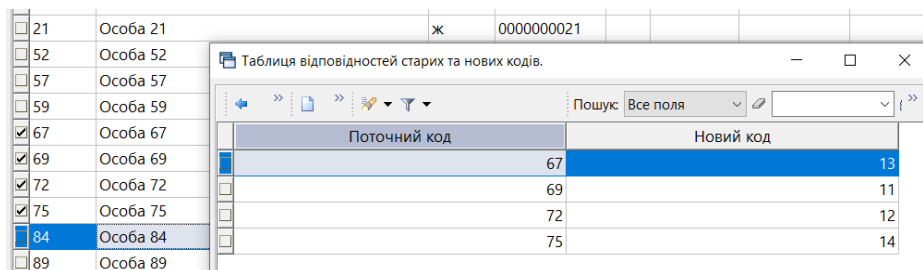 21 Особа 21 ж 0000000021
52 Особа 52
Таблиця відповідностей старих та нових кодів.
57 Особа 57
59 Особа 59
Пошук: Все поля
67 Особа 67
Поточний код Новий код
69 Особа 69
67 13
72 Особа 72
69 11
75 Особа 75
72 12
84 Особа 84
75 14
89 Особа 89